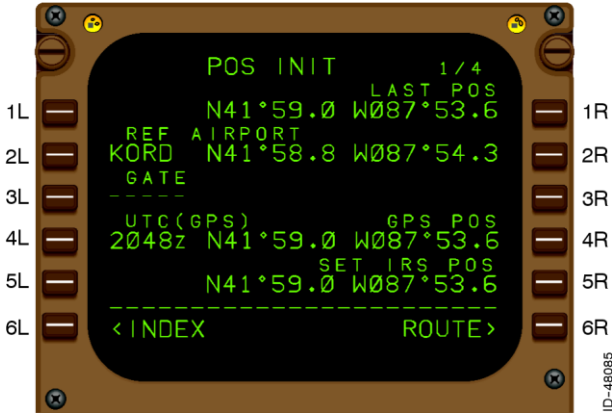 POS INIT 1/4
LAST POS
1L N41°59.0 W087°53.6 1R
REF AIRPORT
2L KORD N41°58.8 W087°54.3 2R
GATE
3L ----- 3R
UTC(GPS) GPS POS
4L 2048z N41°59.0 W087°53.6 4R
SET IRS POS
5L N41°59.0 W087°53.6 5R
------------------------
6L <INDEX ROUTE> 6R
ID-48085